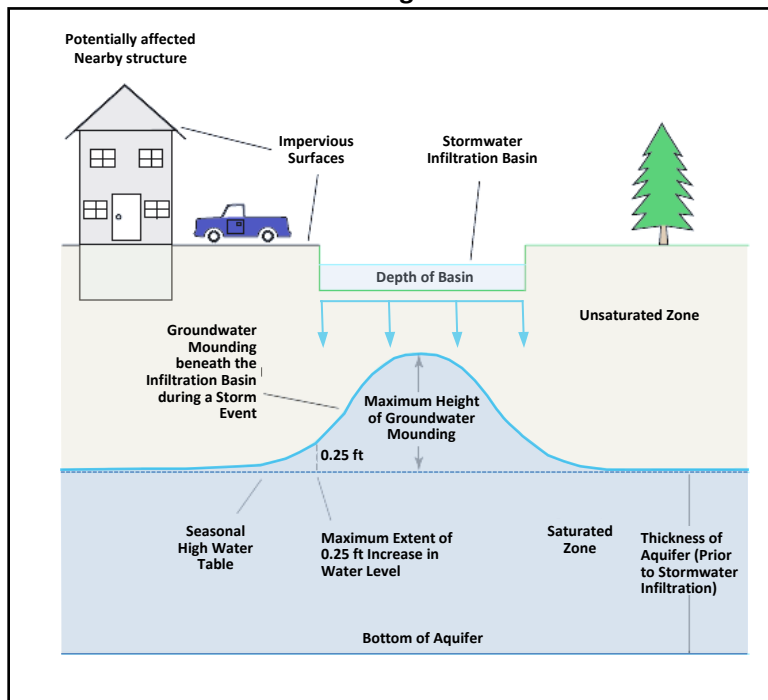 Potentially affected
Nearby structure
Impervious
Surfaces
Stormwater
Infiltration Basin
Depth of Basin
Unsaturated Zone
Groundwater
Mounding
beneath the
Infiltration Basin
during a Storm
Event
Maximum Height
of Groundwater
Mounding
0.25 ft
Seasonal
High Water
Table
Maximum Extent of
0.25 ft Increase in
Water Level
Saturated
Zone
Thickness of
Aquifer (Prior
to Stormwater
Infiltration)
Bottom of Aquifer